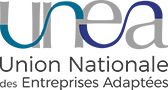 unea
Union Nationale
des Entreprises Adaptées